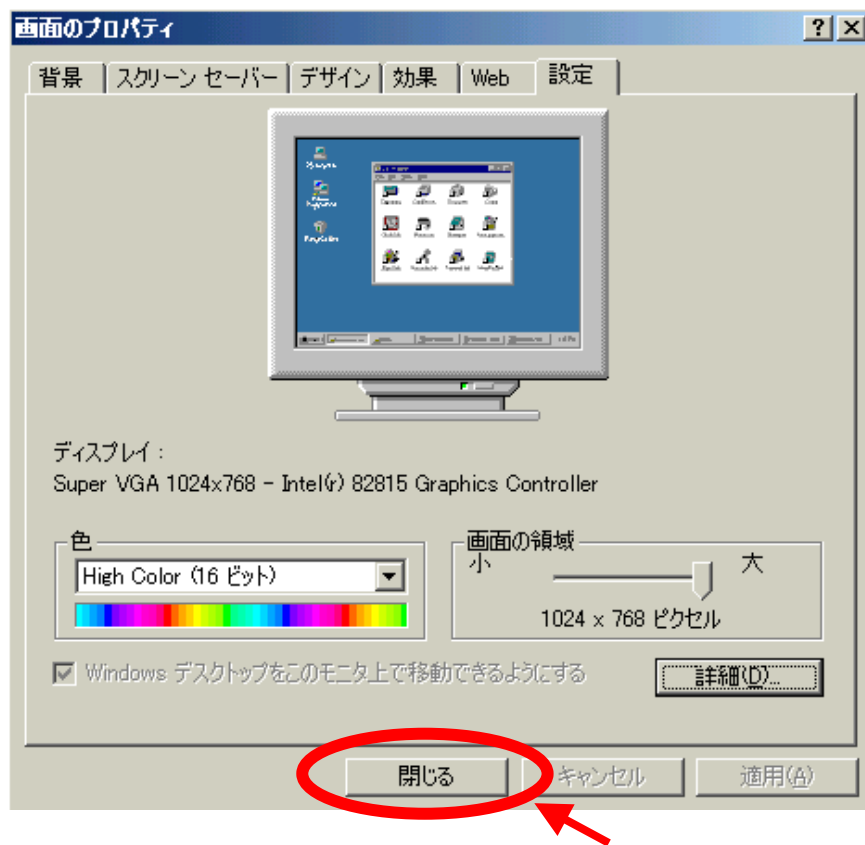 画面のプロパティ
背景 スクリーン セーバー デザイン 効果 Web 設定
ディスプレイ：
Super VGA 1024x768 - Intel(r) 82815 Graphics Controller
色
High Color (16 ビット)
画面の領域
小 大
1024 x 768 ピクセル
Windows デスクトップをこのモニタ上で移動できるようにする
詳細(D)...
閉じる キャンセル 適用(A)